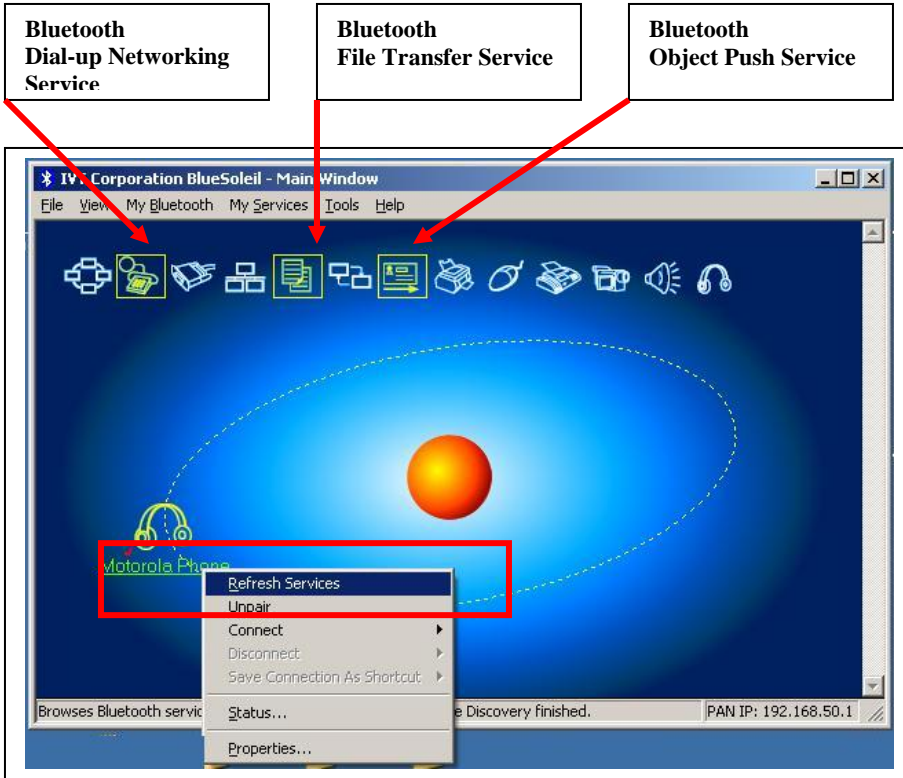 Bluetooth
Dial-up Networking
Service
Bluetooth
File Transfer Service
Bluetooth
Object Push Service
IVT Corporation BlueSoleil - Main Window
File View My Bluetooth My Services Tools Help
Motorola Phone
Refresh Services
Unpair
Connect
Disconnect
Save Connection As Shortcut
Status...
Properties...
Browses Bluetooth servic
e Discovery finished.
PAN IP: 192.168.50.1